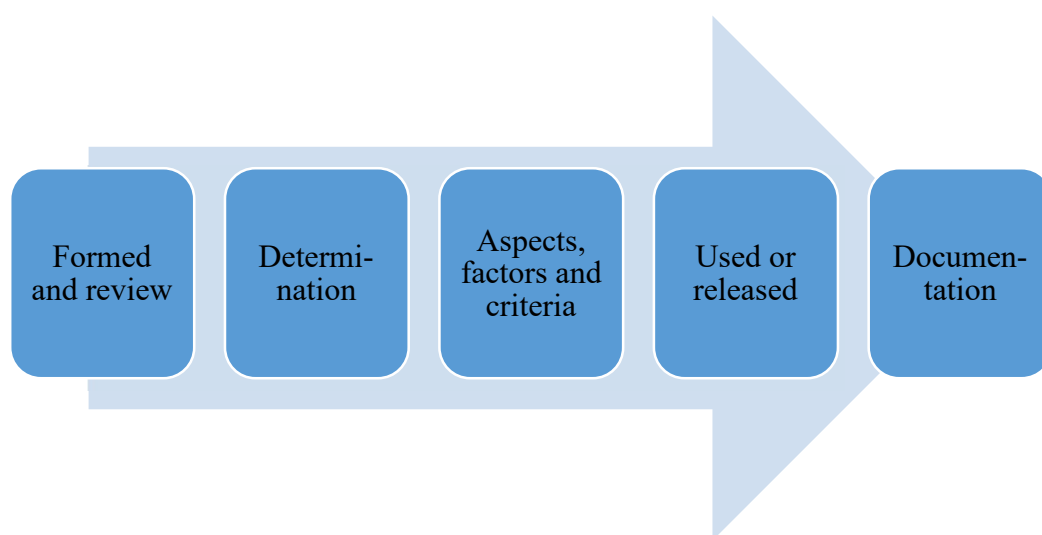 Formed
and review
Determi-
nation
Aspects,
factors and
criteria
Used or
released
Documen-
tation